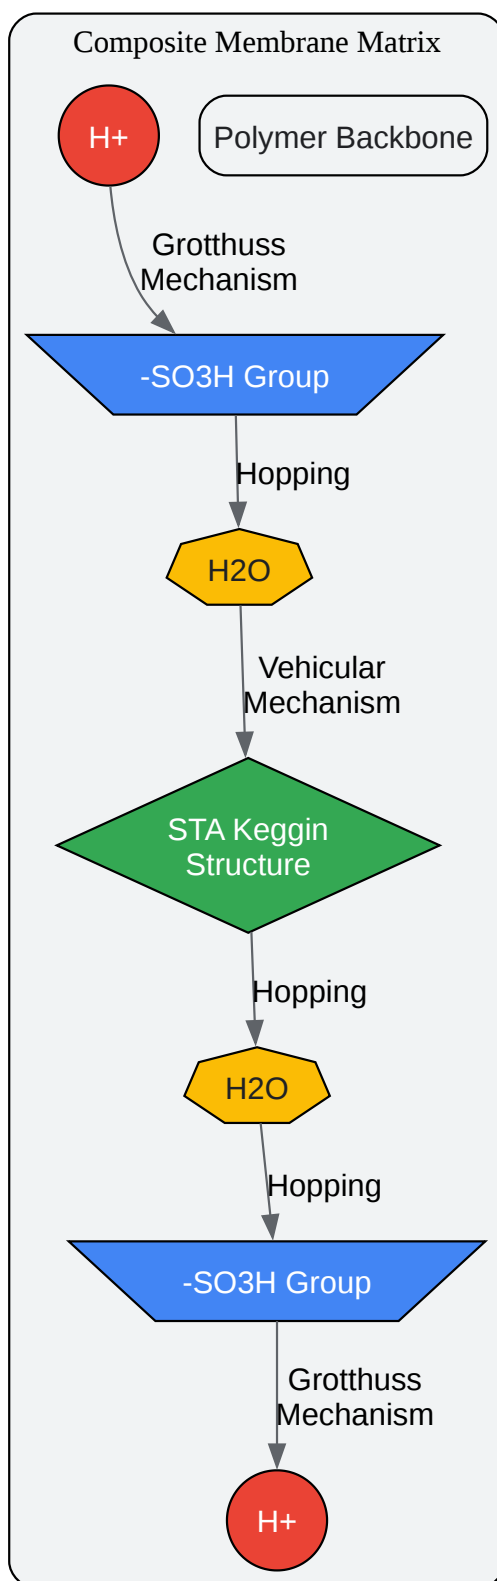 Composite Membrane Matrix
H+
Polymer Backbone
Grotthuss
Mechanism
-SO3H Group
Hopping
H2O
Vehicular
Mechanism
STA Keggin
Structure
Hopping
H2O
Hopping
-SO3H Group
Grotthuss
Mechanism
H+